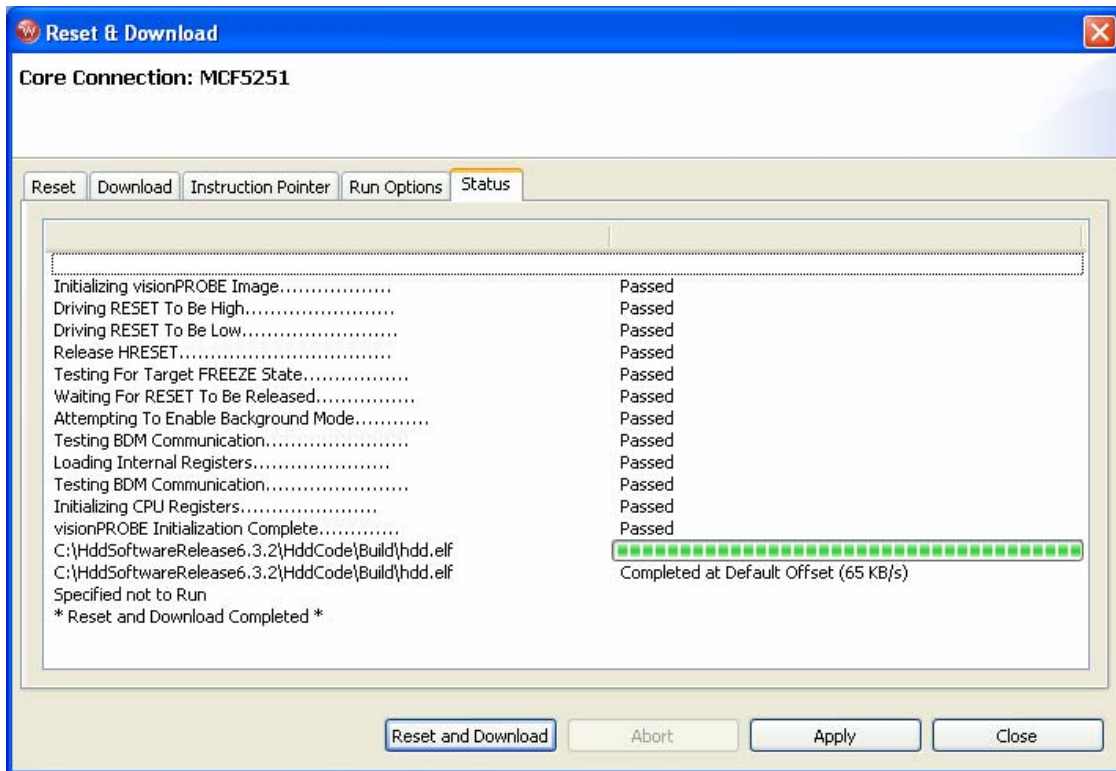 Reset & Download
Core Connection: MCF5251
Reset Download Instruction Pointer Run Options Status
Initializing visionPROBE Image.................. Passed
Driving RESET To Be High........................ Passed
Driving RESET To Be Low......................... Passed
Release HRESET.................................. Passed
Testing For Target FREEZE State................. Passed
Waiting For RESET To Be Released................ Passed
Attempting To Enable Background Mode............ Passed
Testing BDM Communication....................... Passed
Loading Internal Registers...................... Passed
Testing BDM Communication....................... Passed
Initializing CPU Registers...................... Passed
visionPROBE Initialization Complete............. Passed
C:\HddSoftwareRelease6.3.2\HddCode\Build\hdd.elf
C:\HddSoftwareRelease6.3.2\HddCode\Build\hdd.elf Completed at Default Offset (65 KB/s)
Specified not to Run
* Reset and Download Completed *
Reset and Download Abort Apply Close